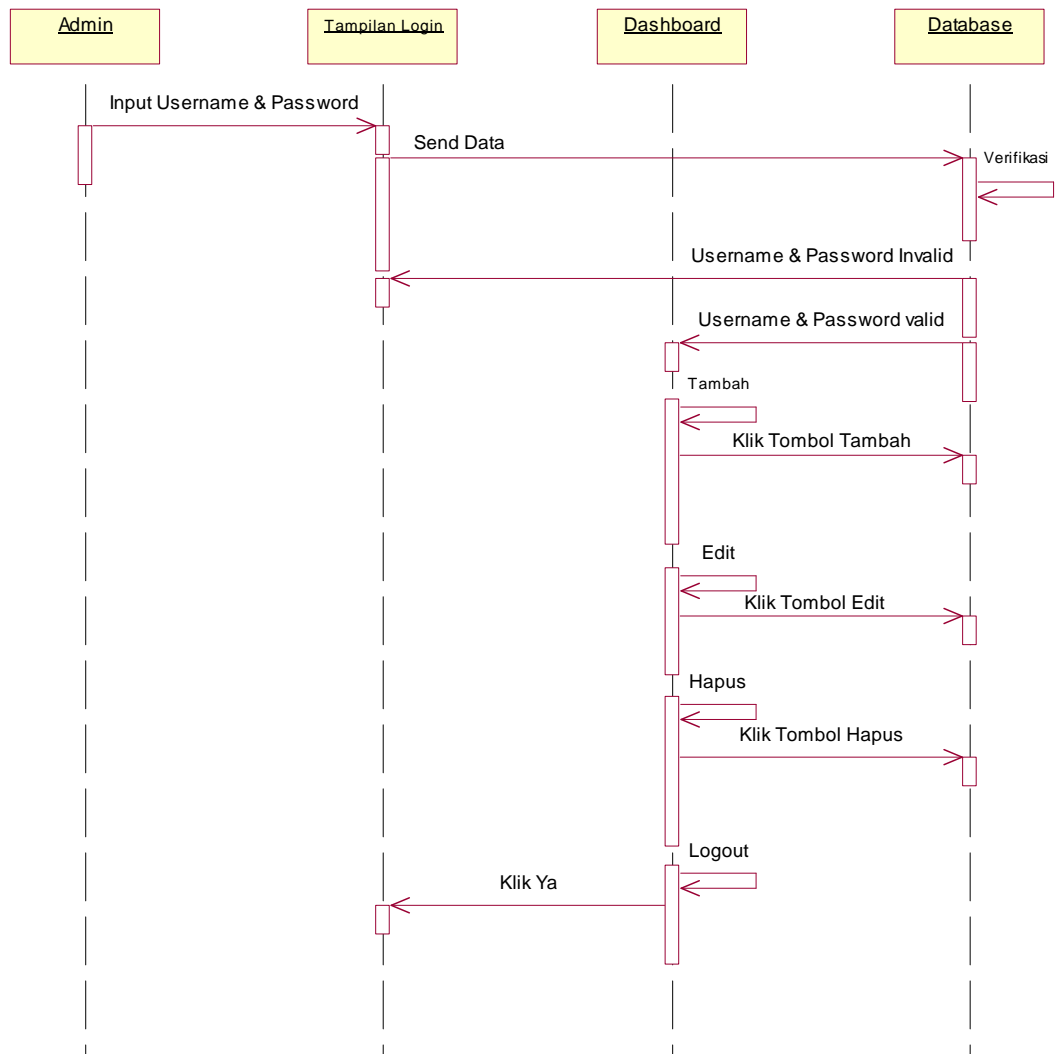 Admin
Tampilan Login
Dashboard
Database
Input Username & Password
Send Data
Verifikasi
Username & Password Invalid
Username & Password valid
Tambah
Klik Tombol Tambah
Edit
Klik Tombol Edit
Hapus
Klik Tombol Hapus
Logout
Klik Ya